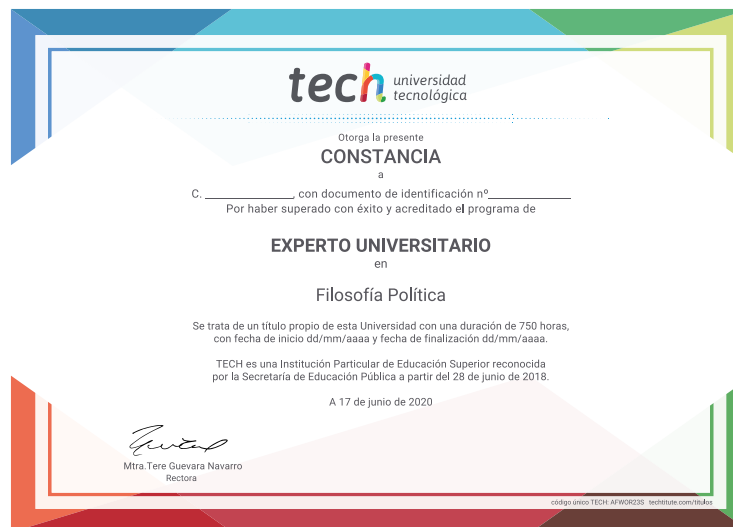 tech universidad
tecnológica
Otorga la presente
CONSTANCIA
a
C. ______________, con documento de identificación nº______________
Por haber superado con éxito y acreditado el programa de
EXPERTO UNIVERSITARIO
en
Filosofía Política
Se trata de un título propio de esta Universidad con una duración de 750 horas,
con fecha de inicio dd/mm/aaaa y fecha de finalización dd/mm/aaaa.
TECH es una Institución Particular de Educación Superior reconocida
por la Secretaría de Educación Pública a partir del 28 de junio de 2018.
A 17 de junio de 2020
Mtra.Tere Guevara Navarro
Rectora
código único TECH: AFWOR23S techtitute.com/titulos